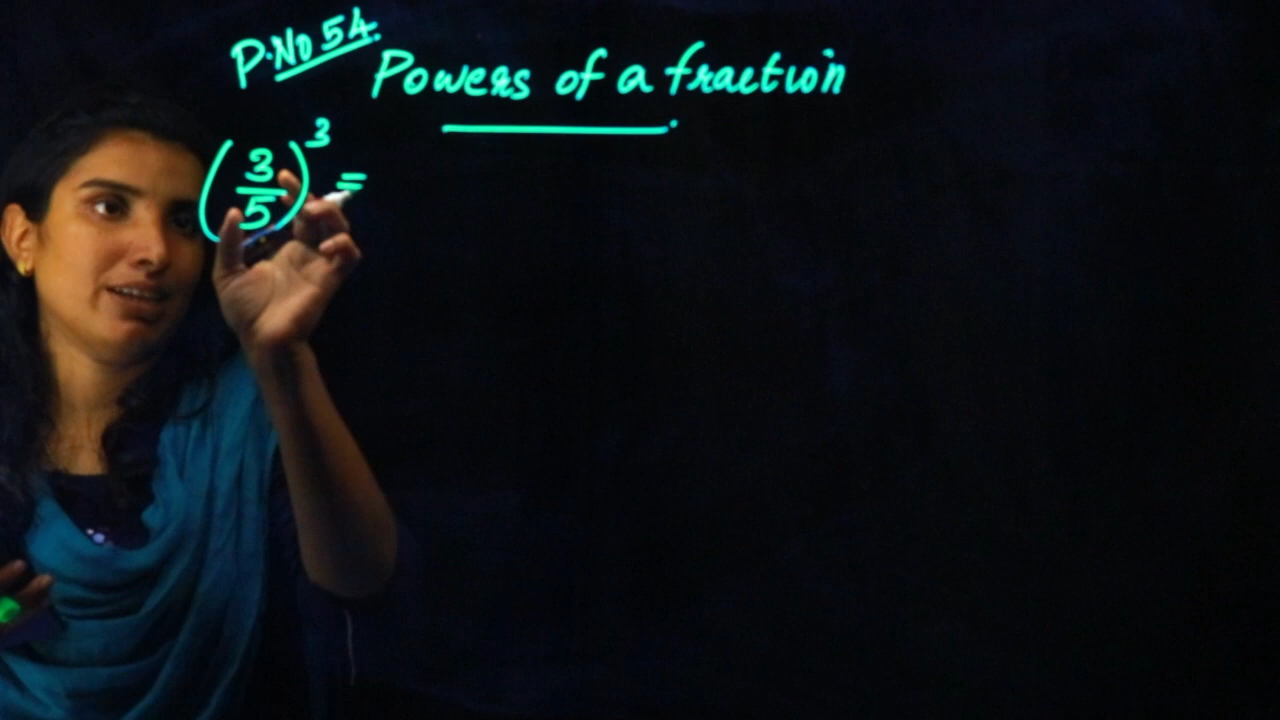 P.No 54.
Powers of a fraction
(3/5)³ =